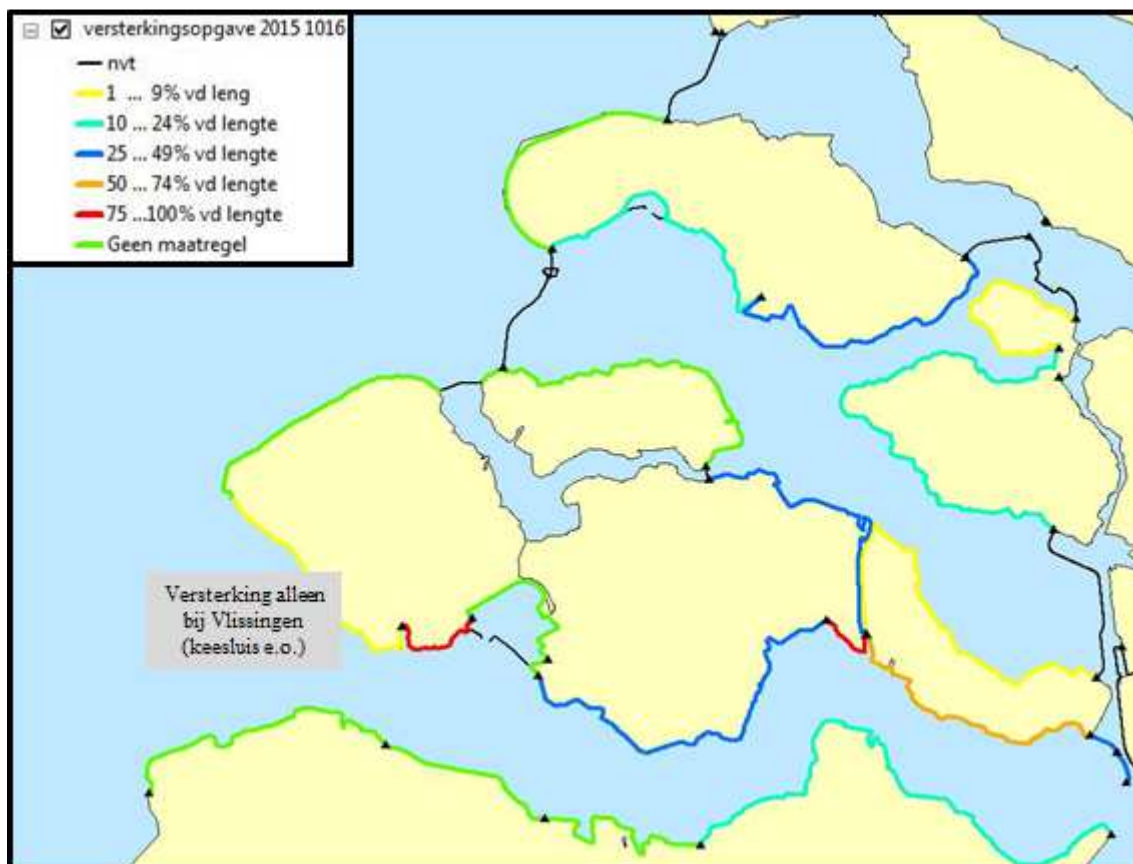 versterkingsopgave 2015 1016
nvt
1 ... 9% vd leng
10 ... 24% vd lengte
25 ... 49% vd lengte
50 ... 74% vd lengte
75 ...100% vd lengte
Geen maatregel
Versterking alleen
bij Vlissingen
(keesluis e.o.)